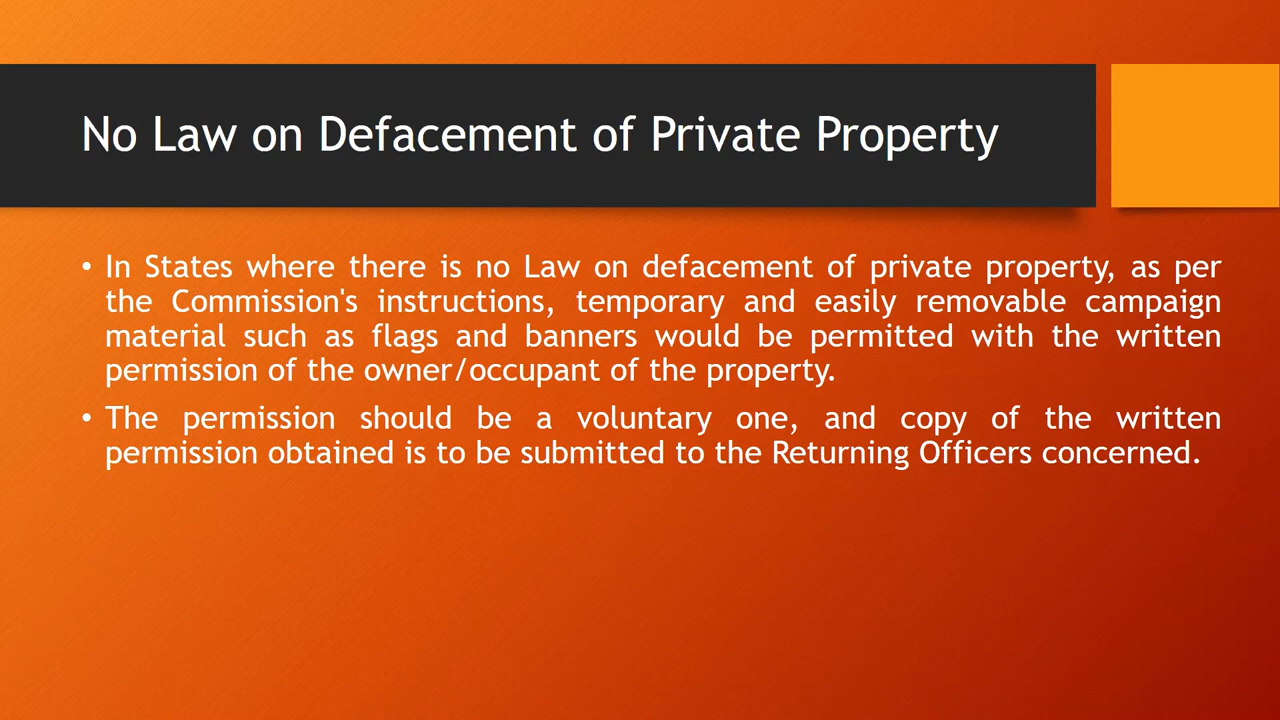 No Law on Defacement of Private Property
• In States where there is no Law on defacement of private property, as per
the Commission's instructions, temporary and easily removable campaign
material such as flags and banners would be permitted with the written
permission of the owner/occupant of the property.
• The permission should be a voluntary one, and copy of the written
permission obtained is to be submitted to the Returning Officers concerned.